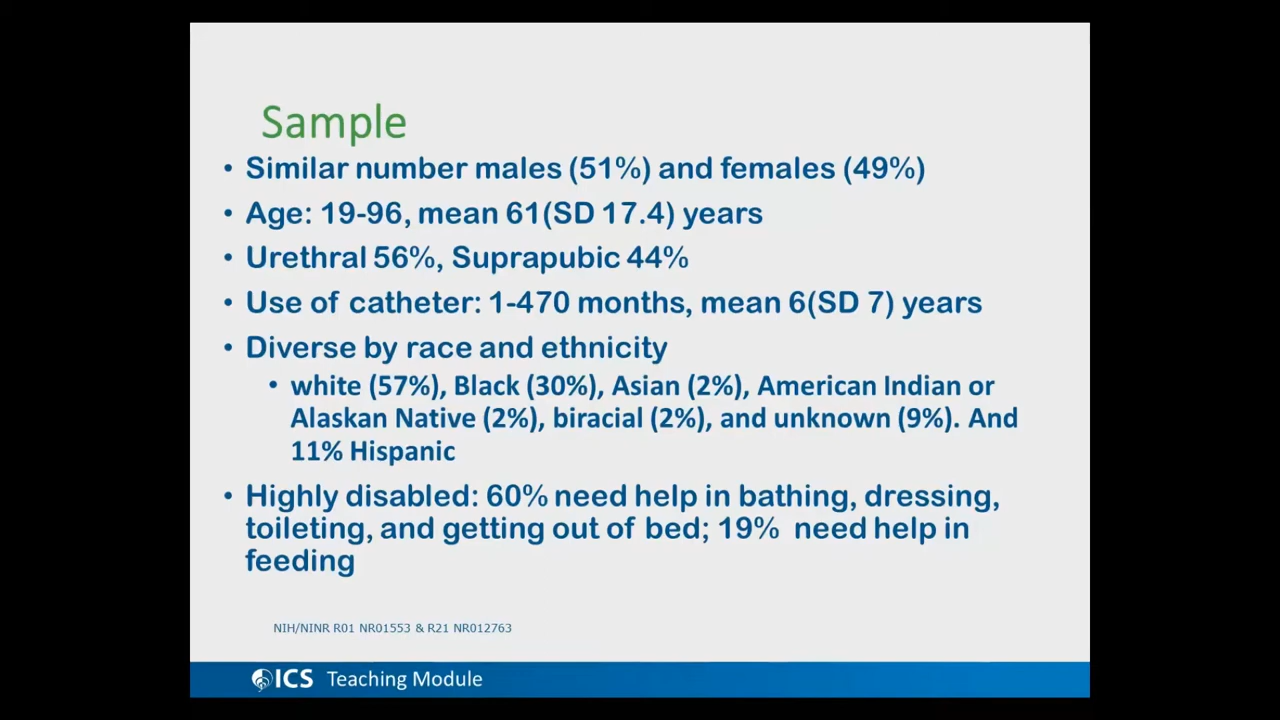 Sample
• Similar number males (51%) and females (49%)
• Age: 19-96, mean 61(SD 17.4) years
• Urethral 56%, Suprapubic 44%
• Use of catheter: 1-470 months, mean 6(SD 7) years
• Diverse by race and ethnicity
• white (57%), Black (30%), Asian (2%), American Indian or
Alaskan Native (2%), biracial (2%), and unknown (9%). And
11% Hispanic
• Highly disabled: 60% need help in bathing, dressing,
toileting, and getting out of bed; 19% need help in
feeding
NIH/NINR R01 NR01553 & R21 NR012763
ICS Teaching Module